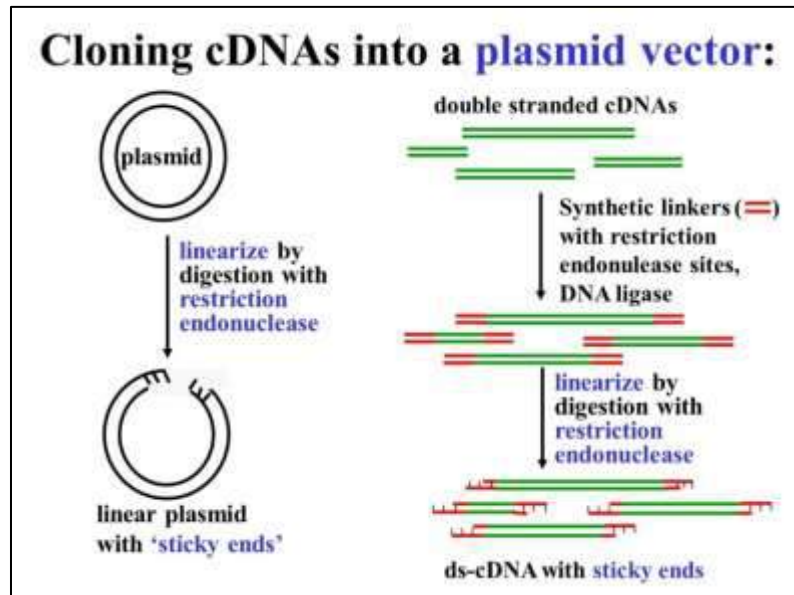 Cloning cDNAs into a plasmid vector:
plasmid
linearize by
digestion with
restriction
endonuclease
linear plasmid
with ‘sticky ends’
double stranded cDNAs
Synthetic linkers (=)
with restriction
endonulease sites,
DNA ligase
linearize by
digestion with
restriction
endonuclease
ds-cDNA with sticky ends